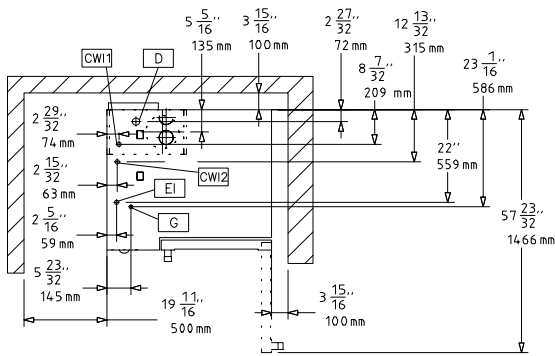 5 5/16"
135 mm
3 15/16"
100 mm
2 27/32"
72 mm
12 13/32"
315 mm
8 7/32"
209 mm
23 1/16"
586 mm
CWI1
D
2 29/32"
74 mm
2 15/32"
63 mm
CWI2
22"
559 mm
EI
G
2 5/16"
59 mm
57 23/32"
1466 mm
5 23/32"
145 mm
19 11/16"
500 mm
3 15/16"
100 mm